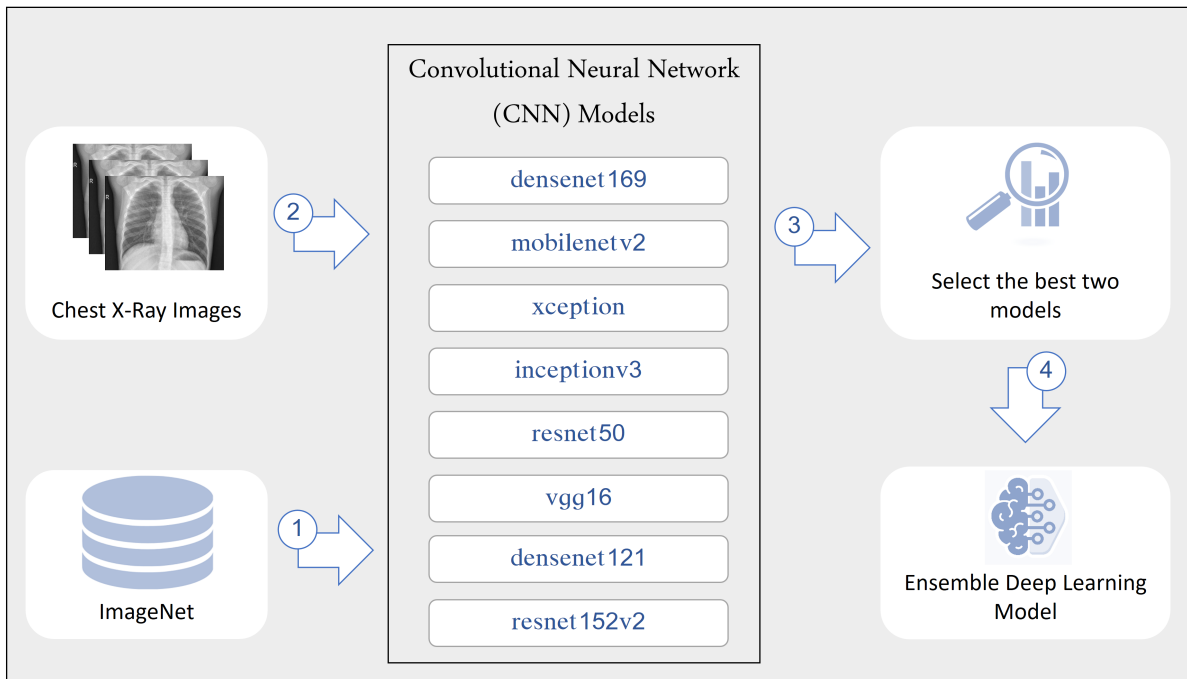 Convolutional Neural Network
(CNN) Models
Chest X-Ray Images
2
ImageNet
1
densenet169
mobilenetv2
xception
inceptionv3
resnet50
vgg16
densenet121
resnet152v2
3
Select the best two
models
4
Ensemble Deep Learning
Model